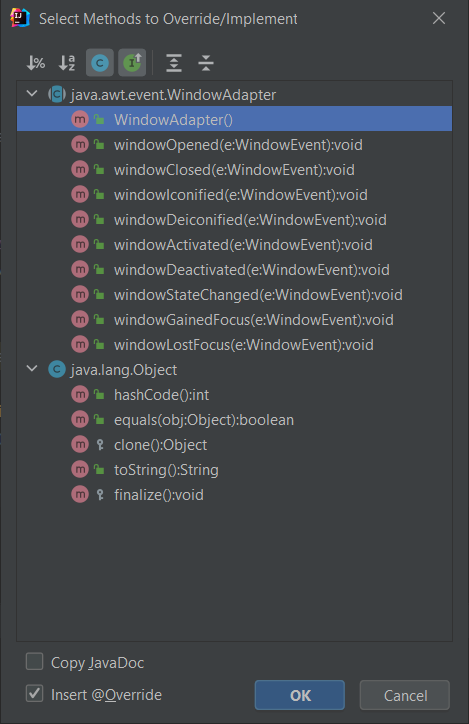 Select Methods to Override/Implement
java.awt.event.WindowAdapter
WindowAdapter()
windowOpened(e:WindowEvent):void
windowClosed(e:WindowEvent):void
windowIconified(e:WindowEvent):void
windowDeiconified(e:WindowEvent):void
windowActivated(e:WindowEvent):void
windowDeactivated(e:WindowEvent):void
windowStateChanged(e:WindowEvent):void
windowGainedFocus(e:WindowEvent):void
windowLostFocus(e:WindowEvent):void
java.lang.Object
hashCode():int
equals(obj:Object):boolean
clone():Object
toString():String
finalize():void
Copy JavaDoc
Insert @Override
OK Cancel